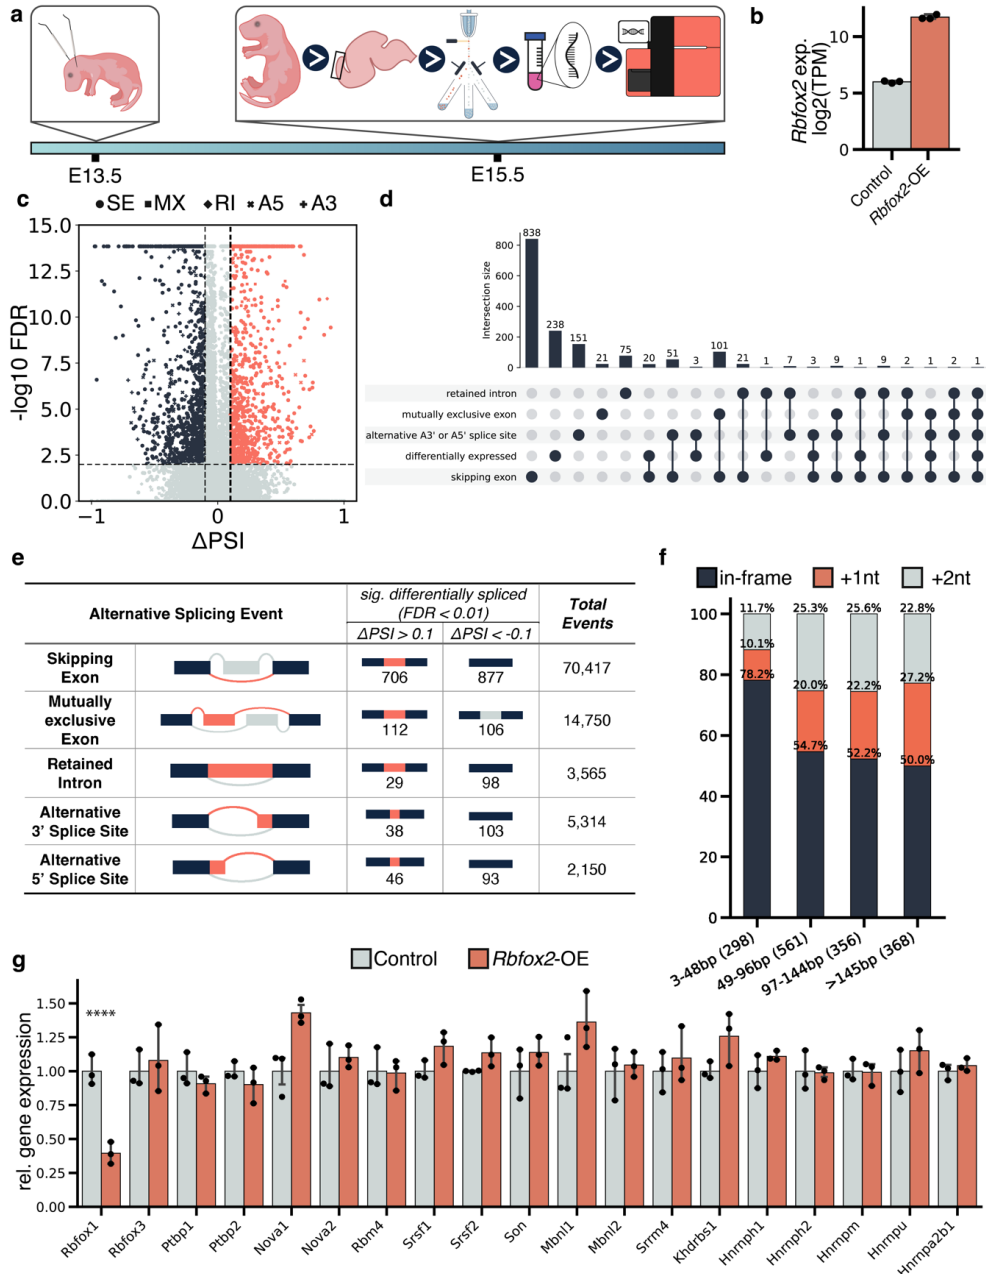 a
E13.5
E15.5
b
Rbfox2 exp.
log2(TPM)
10
5
0
Control
Rbfox2-OE
c
SE MX RI A5 A3
-log10 FDR
15.0
12.5
10.0
7.5
5.0
2.5
0.0
−1 0 1
ΔPSI
d
Intersection size
800
600
400
200
0
838 238 151 21 75 20 51 3 101 21 1 7 3 9 1 9 2 1 2 1
retained intron
mutually exclusive exon
alternative A3' or A5' splice site
differentially expressed
skipping exon
e
Alternative Splicing Event
sig. differentially spliced
(FDR < 0.01)
ΔPSI > 0.1 ΔPSI < -0.1
Total
Events
Skipping
Exon
706 877 70,417
Mutually
exclusive
Exon
112 106 14,750
Retained
Intron
29 98 3,565
Alternative
3’ Splice Site
38 103 5,314
Alternative
5’ Splice Site
46 93 2,150
f
in-frame +1nt +2nt
100
80
60
40
20
0
11.7% 25.3% 25.6% 22.8%
10.1% 20.0% 22.2% 27.2%
78.2% 54.7% 52.2% 50.0%
3-48bp (298)
49-96bp (561)
97-144bp (356)
>145bp (368)
g
Control Rbfox2-OE
rel. gene expression
1.50
1.25
1.00
0.75
0.50
0.25
0.00
****
Rbfox1
Rbfox3
Ptbp1
Ptbp2
Nova1
Nova2
Rbm4
Srsf1
Srsf2
Son
Mbnl1
Mbnl2
Srrm4
Khdrbs1
Hnrnph1
Hnrnph2
Hnrnpm
Hnrnpu
Hnrnpa2b1